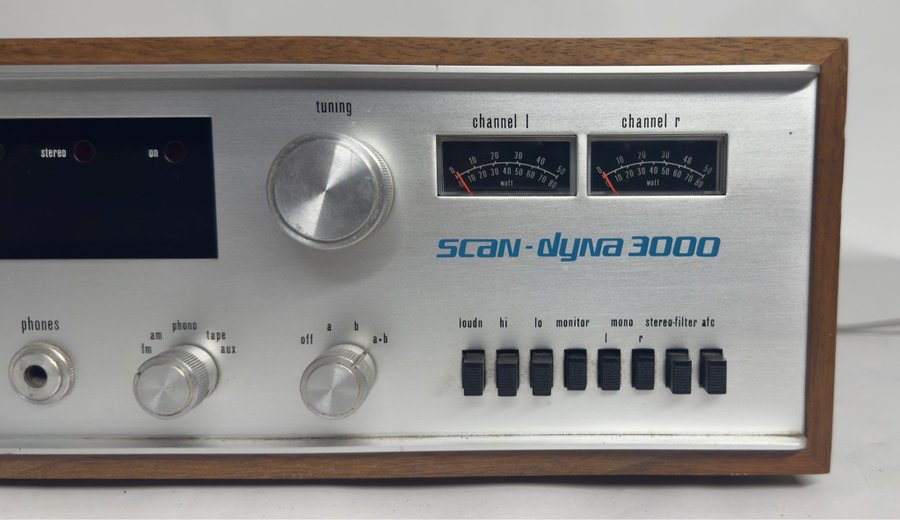 stereo on
tuning
channel l
0 10 20 30 40 50
0 10 20 30 40 50 60 70 80
watt
channel r
0 10 20 30 40 50
0 10 20 30 40 50 60 70 80
watt
scan-dyna 3000
phones
fm am phono tape aux
off a b a+b
loudn hi lo monitor mono stereo-filter afc
l r